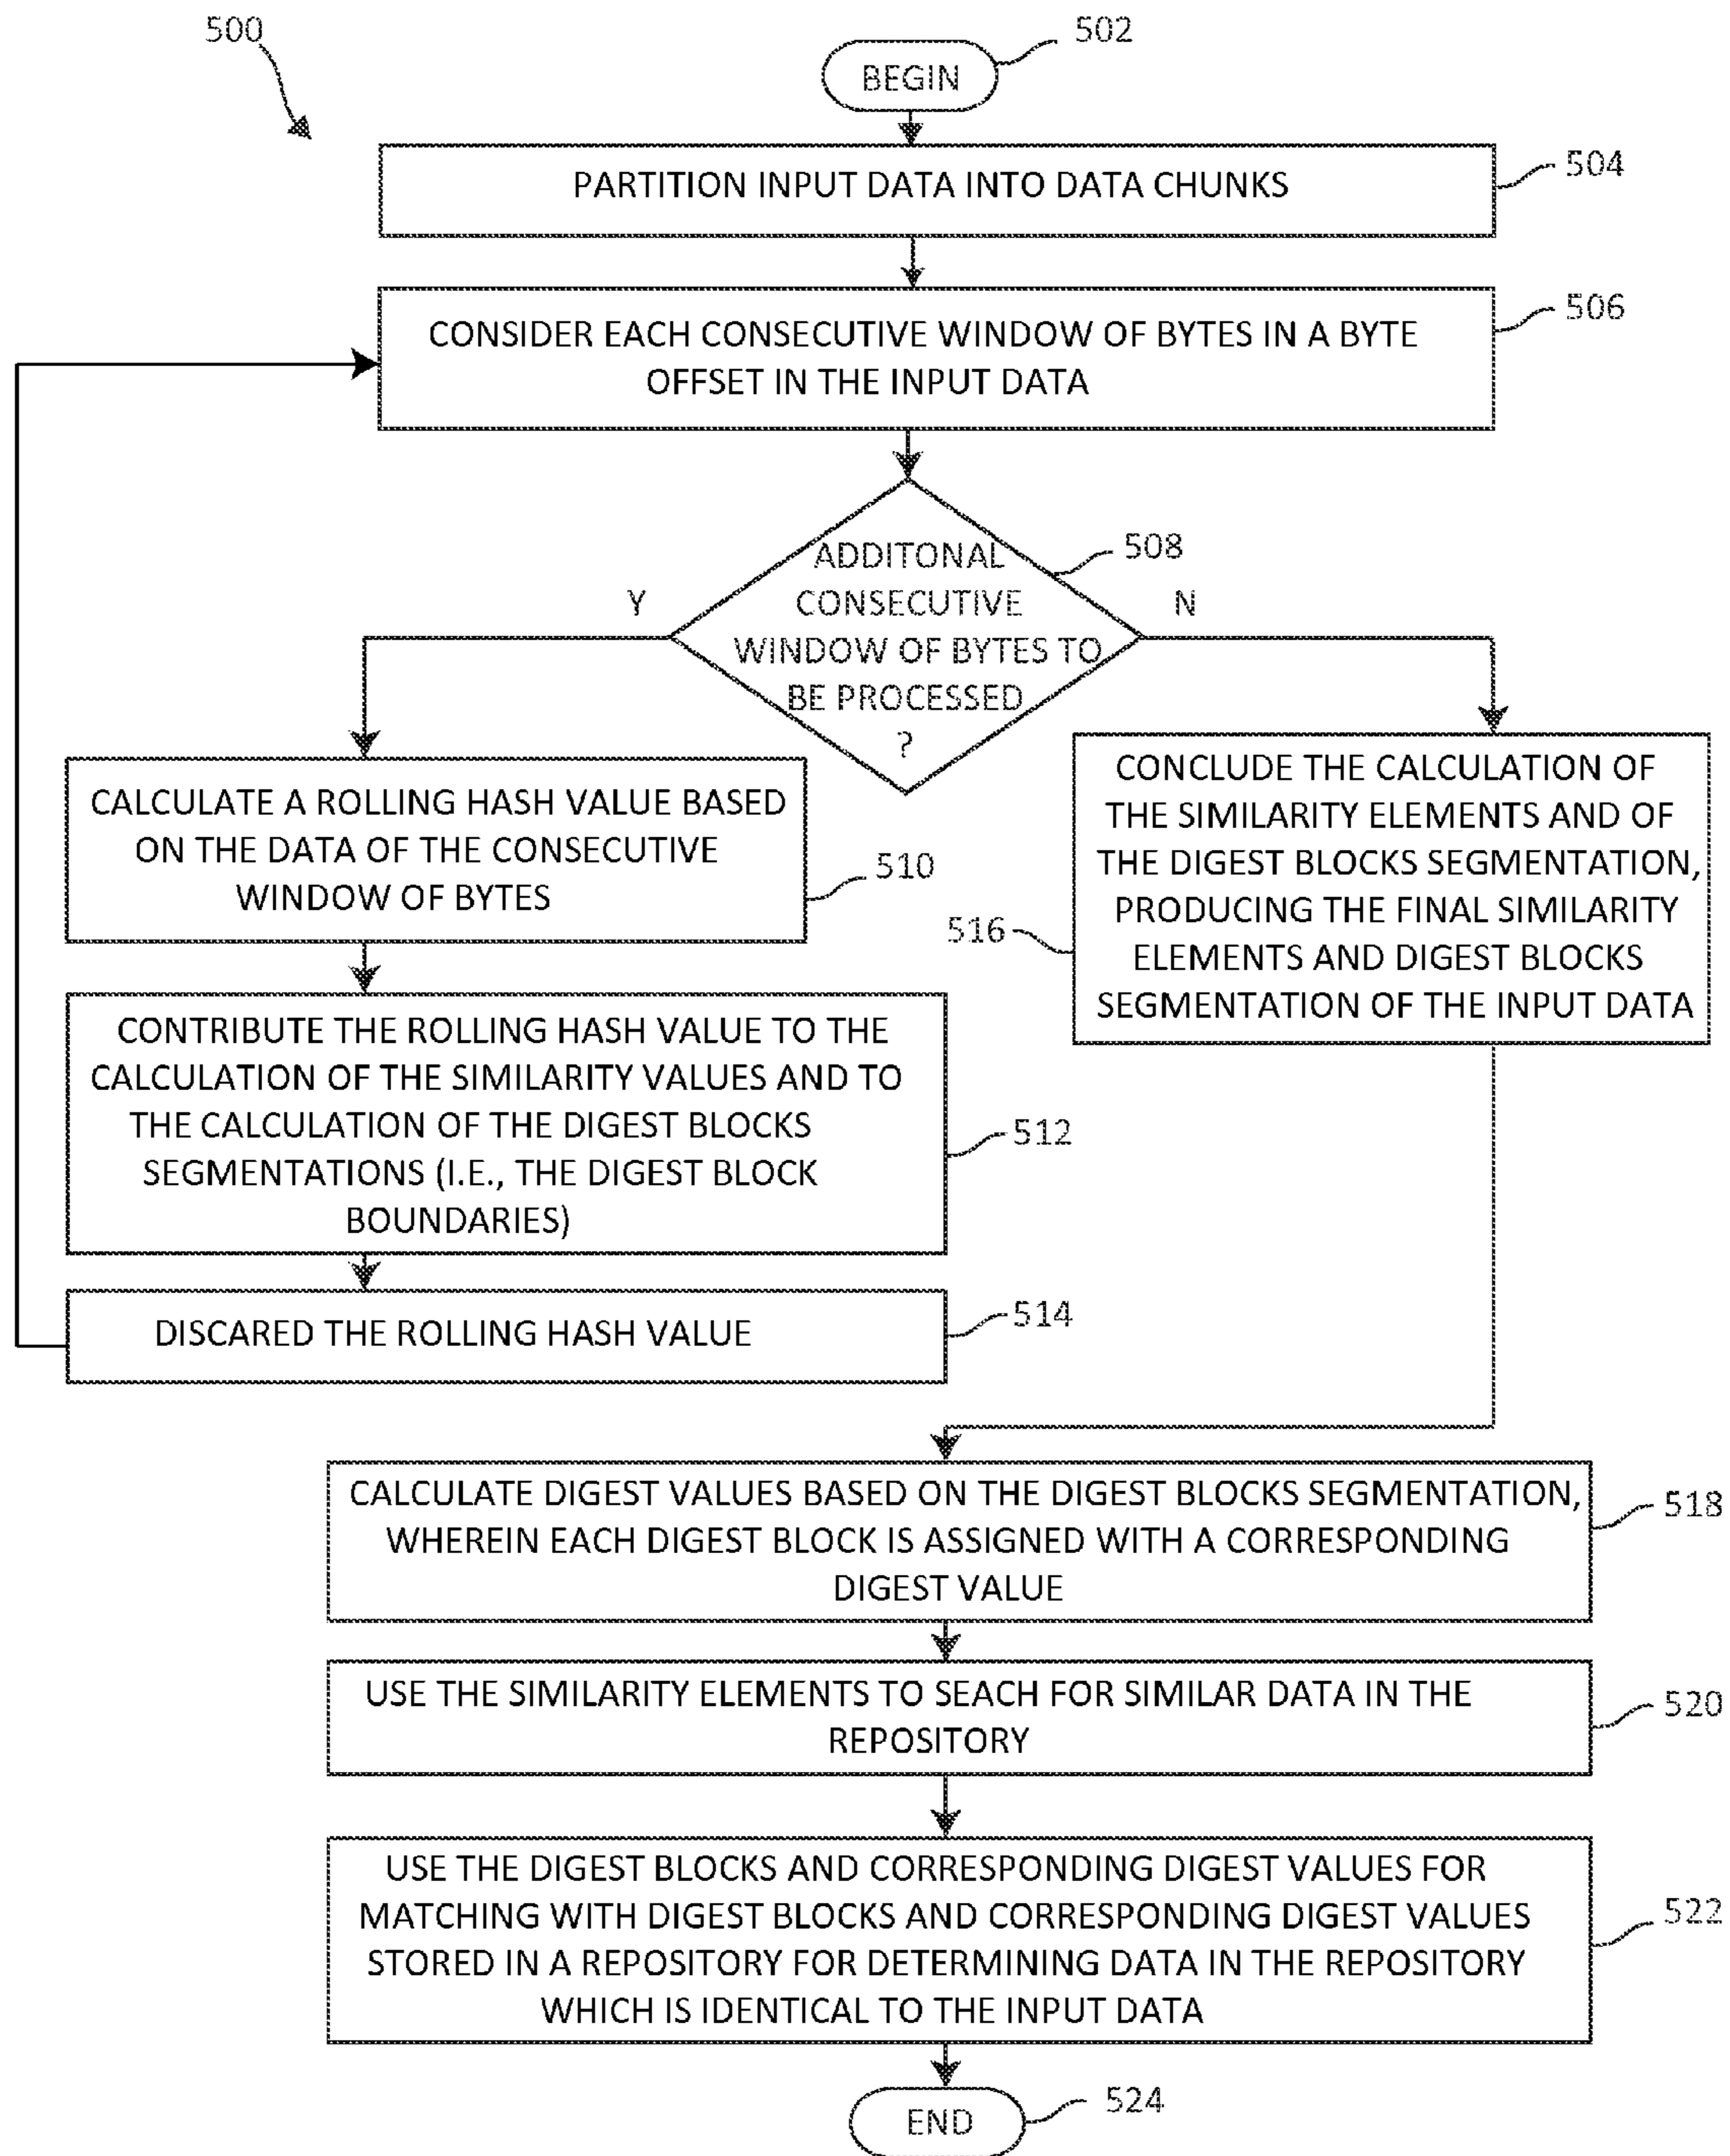 500
502
BEGIN
PARTITION INPUT DATA INTO DATA CHUNKS
504
CONSIDER EACH CONSECUTIVE WINDOW OF BYTES IN A BYTE
OFFSET IN THE INPUT DATA
506
ADDITONAL
CONSECUTIVE
WINDOW OF BYTES TO
BE PROCESSED
?
508
Y
N
CALCULATE A ROLLING HASH VALUE BASED
ON THE DATA OF THE CONSECUTIVE
WINDOW OF BYTES
510
CONTRIBUTE THE ROLLING HASH VALUE TO THE
CALCULATION OF THE SIMILARITY VALUES AND TO
THE CALCULATION OF THE DIGEST BLOCKS
SEGMENTATIONS (I.E., THE DIGEST BLOCK
BOUNDARIES)
512
DISCARED THE ROLLING HASH VALUE
514
CONCLUDE THE CALCULATION OF
THE SIMILARITY ELEMENTS AND OF
THE DIGEST BLOCKS SEGMENTATION,
PRODUCING THE FINAL SIMILARITY
ELEMENTS AND DIGEST BLOCKS
SEGMENTATION OF THE INPUT DATA
516
CALCULATE DIGEST VALUES BASED ON THE DIGEST BLOCKS SEGMENTATION,
WHEREIN EACH DIGEST BLOCK IS ASSIGNED WITH A CORRESPONDING
DIGEST VALUE
518
USE THE SIMILARITY ELEMENTS TO SEACH FOR SIMILAR DATA IN THE
REPOSITORY
520
USE THE DIGEST BLOCKS AND CORRESPONDING DIGEST VALUES FOR
MATCHING WITH DIGEST BLOCKS AND CORRESPONDING DIGEST VALUES
STORED IN A REPOSITORY FOR DETERMINING DATA IN THE REPOSITORY
WHICH IS IDENTICAL TO THE INPUT DATA
522
END
524